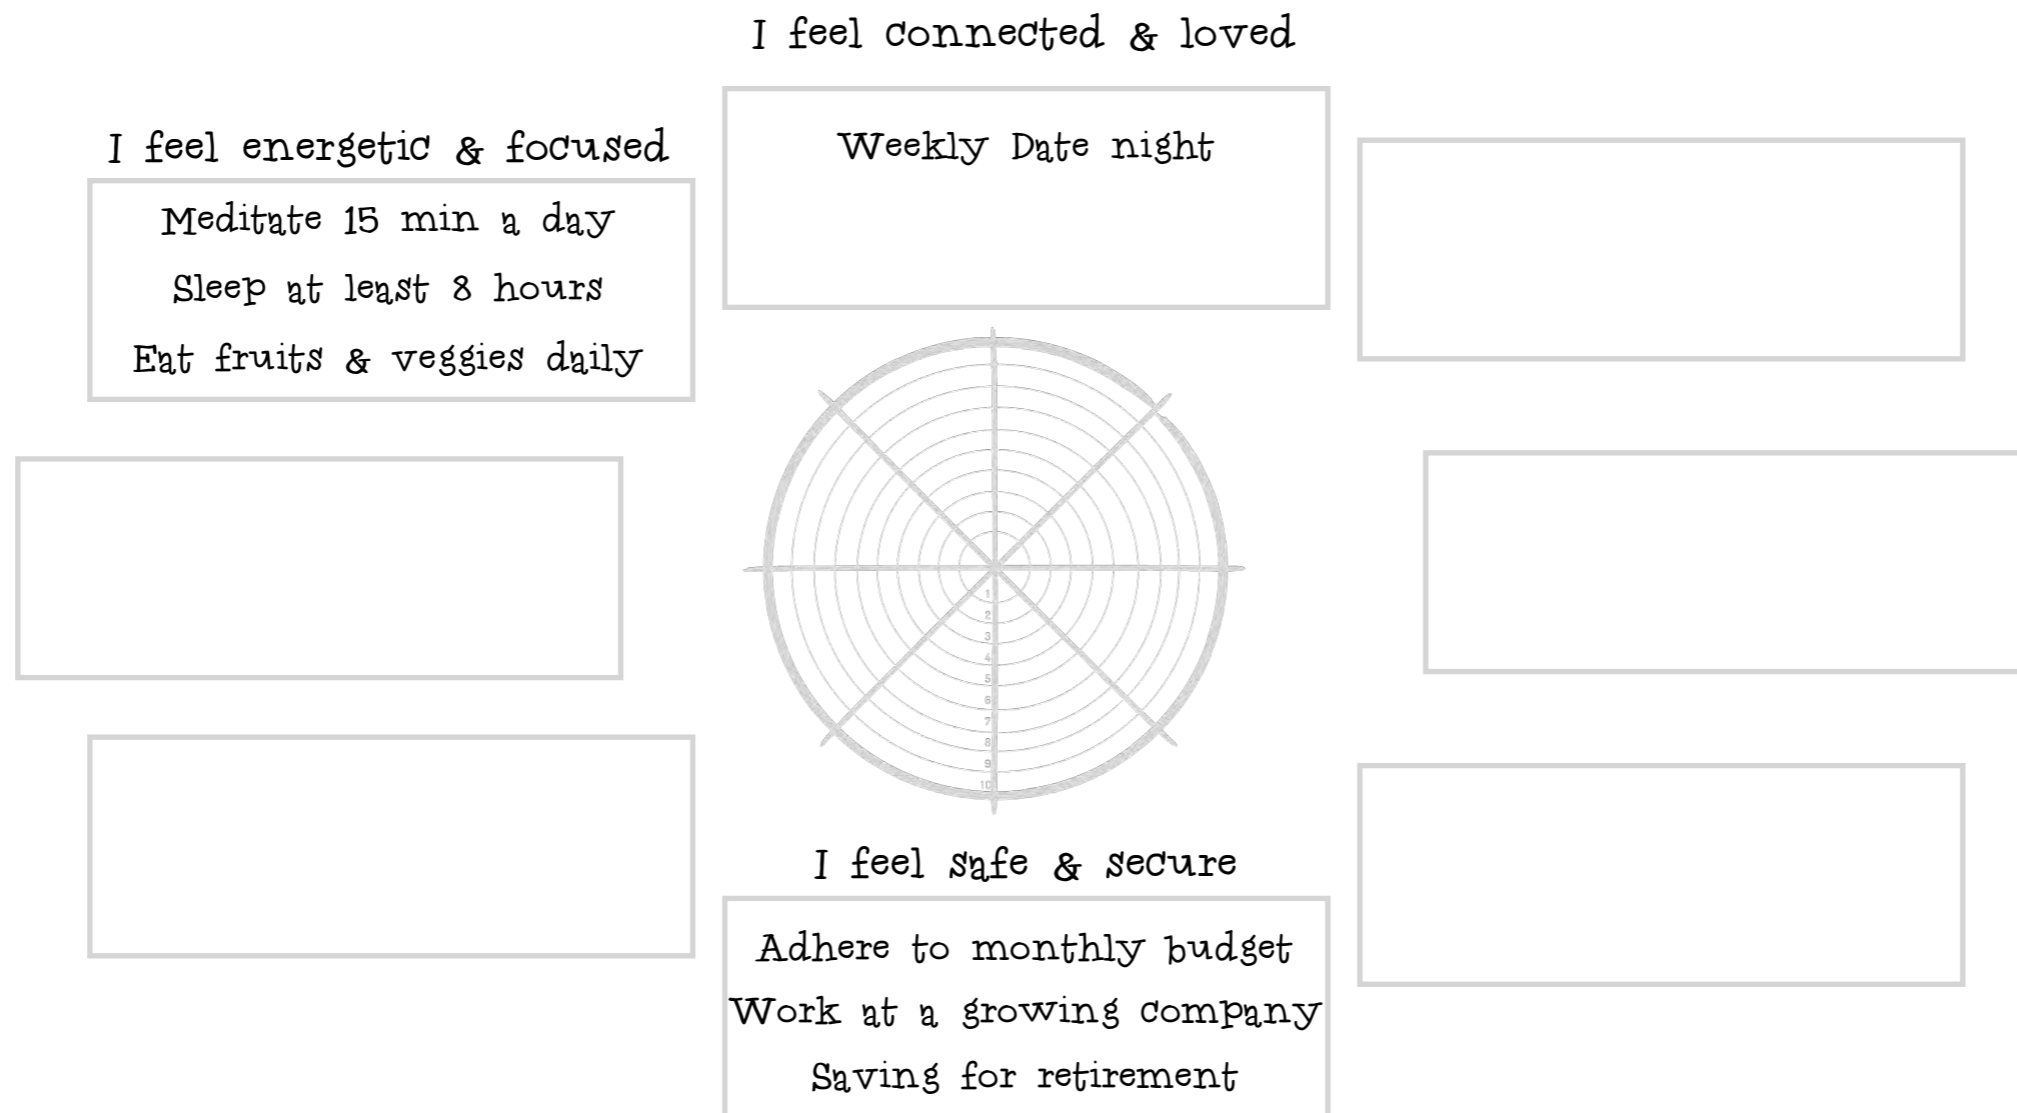 I feel connected & loved
Weekly Date night
I feel energetic & focused
Meditate 15 min a day
Sleep at least 8 hours
Eat fruits & veggies daily
1
2
3
4
5
6
7
8
9
10
I feel safe & secure
Adhere to monthly budget
Work at a growing company
Saving for retirement